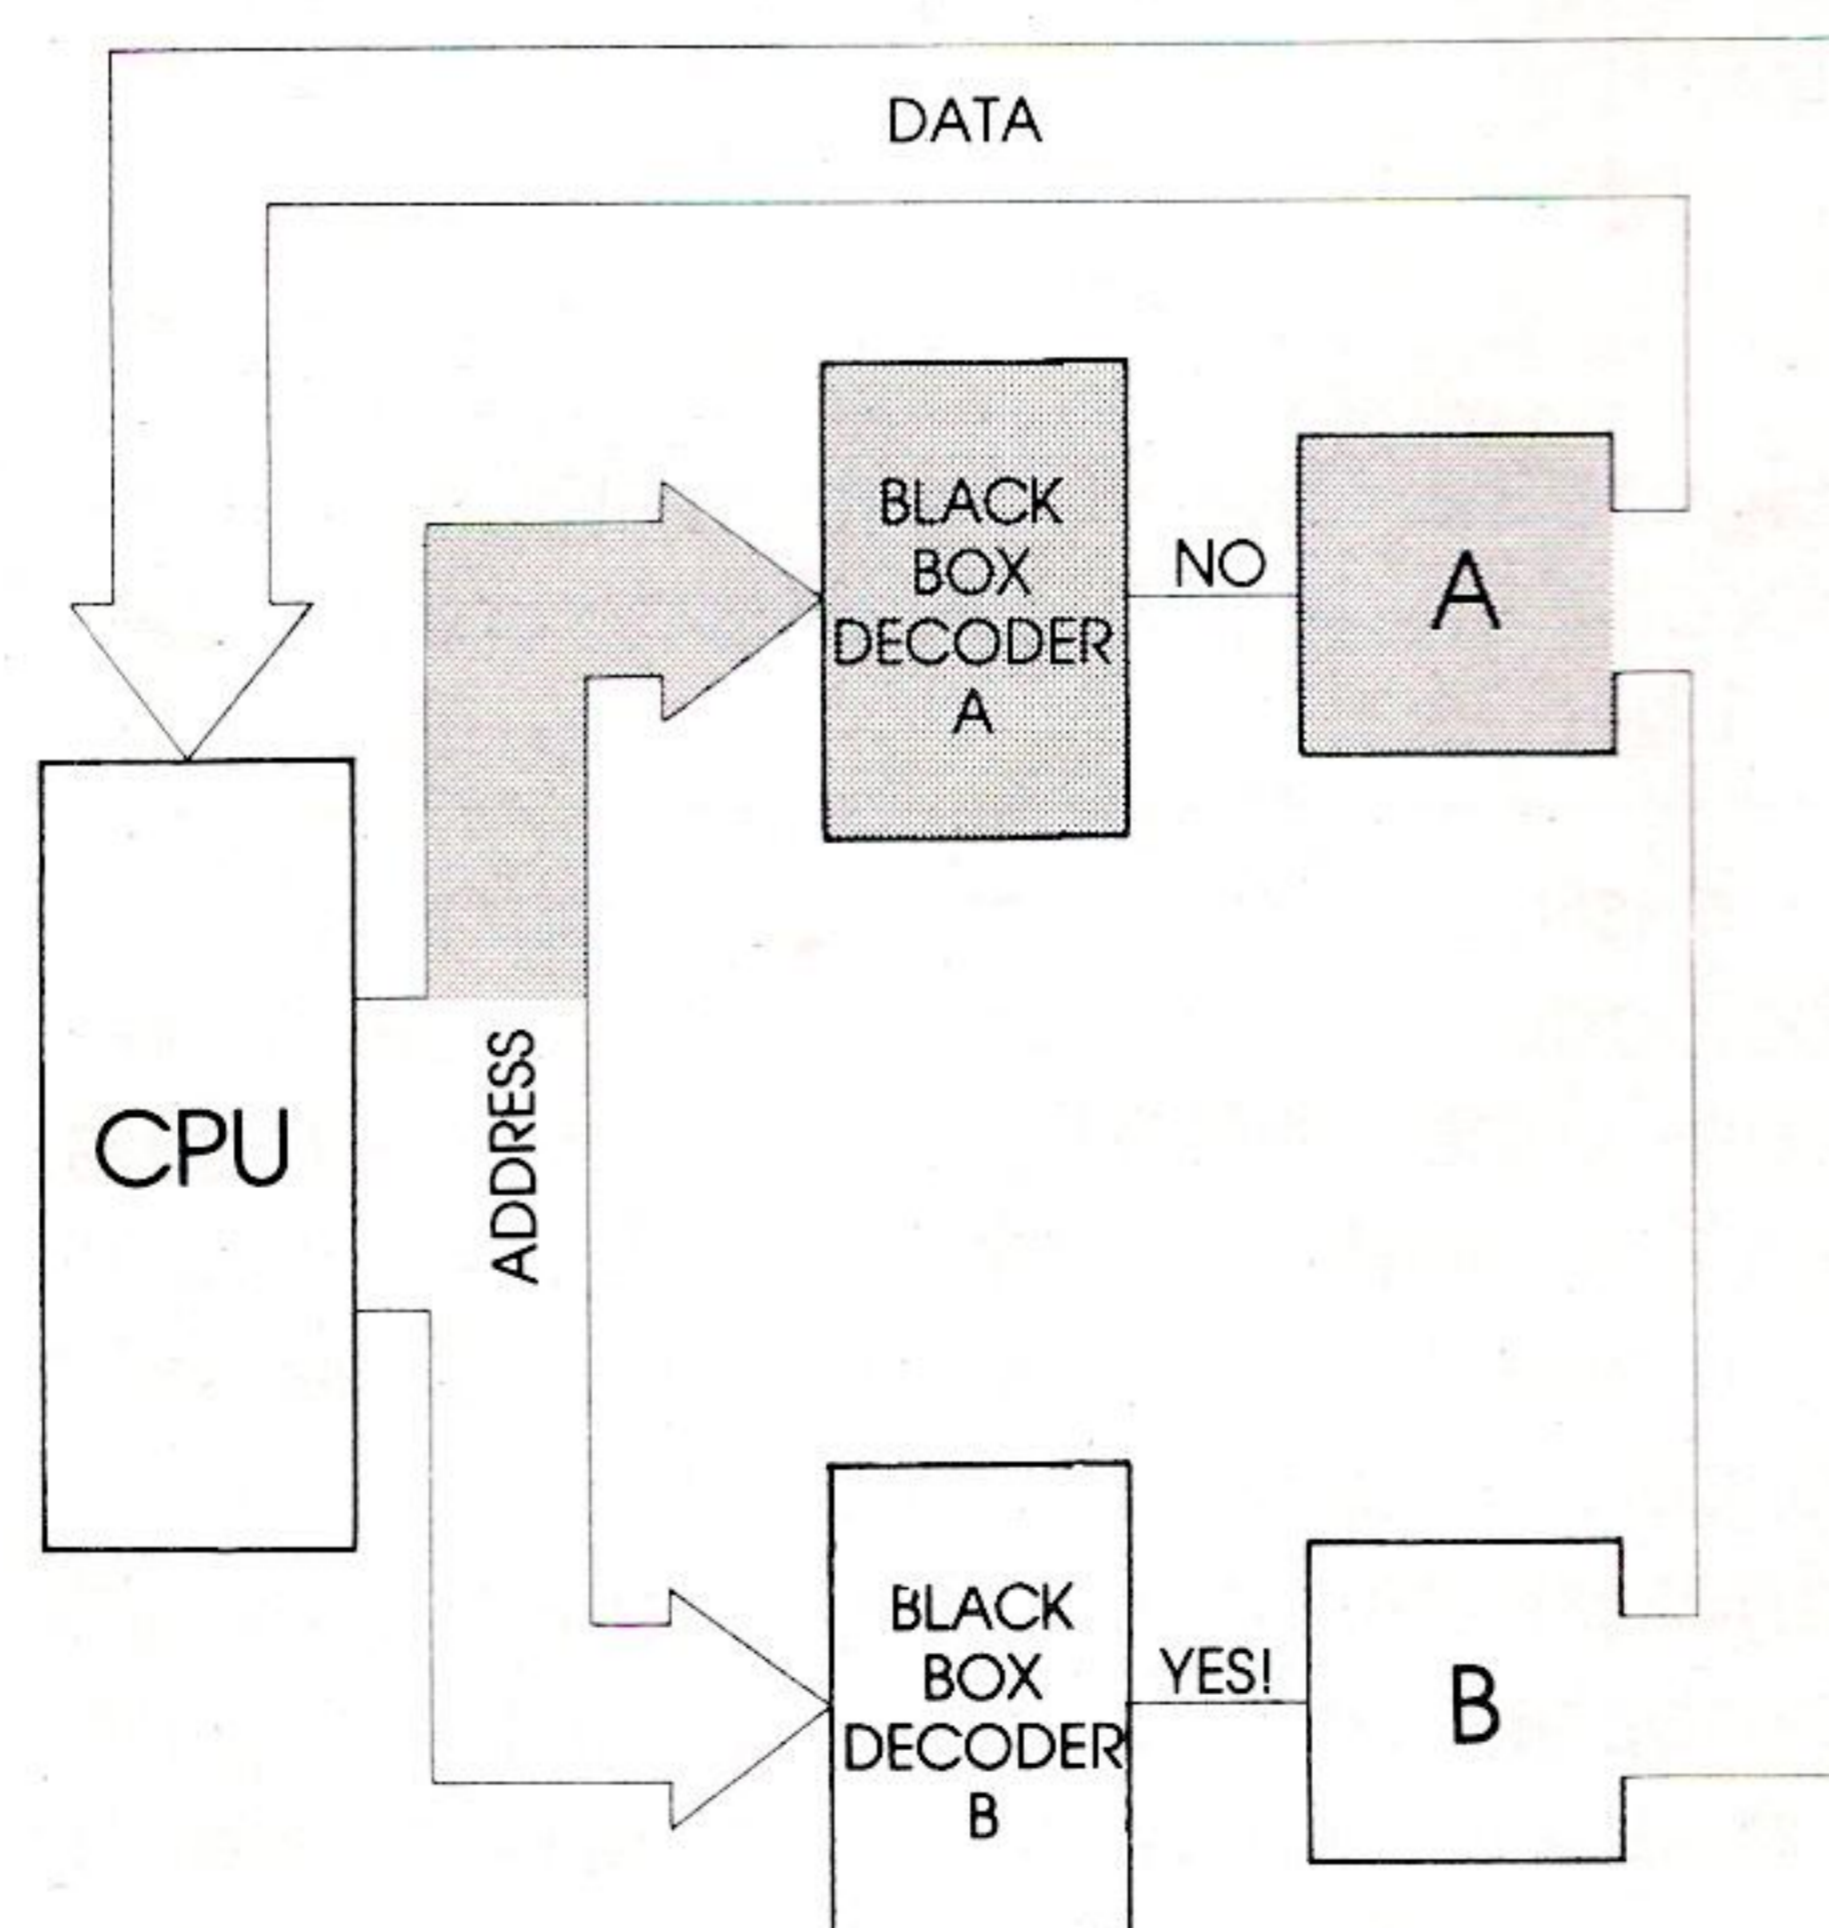 DATA
BLACK
BOX
DECODER
A
NO
A
CPU
ADDRESS
BLACK
BOX
DECODER
B
YES!
B